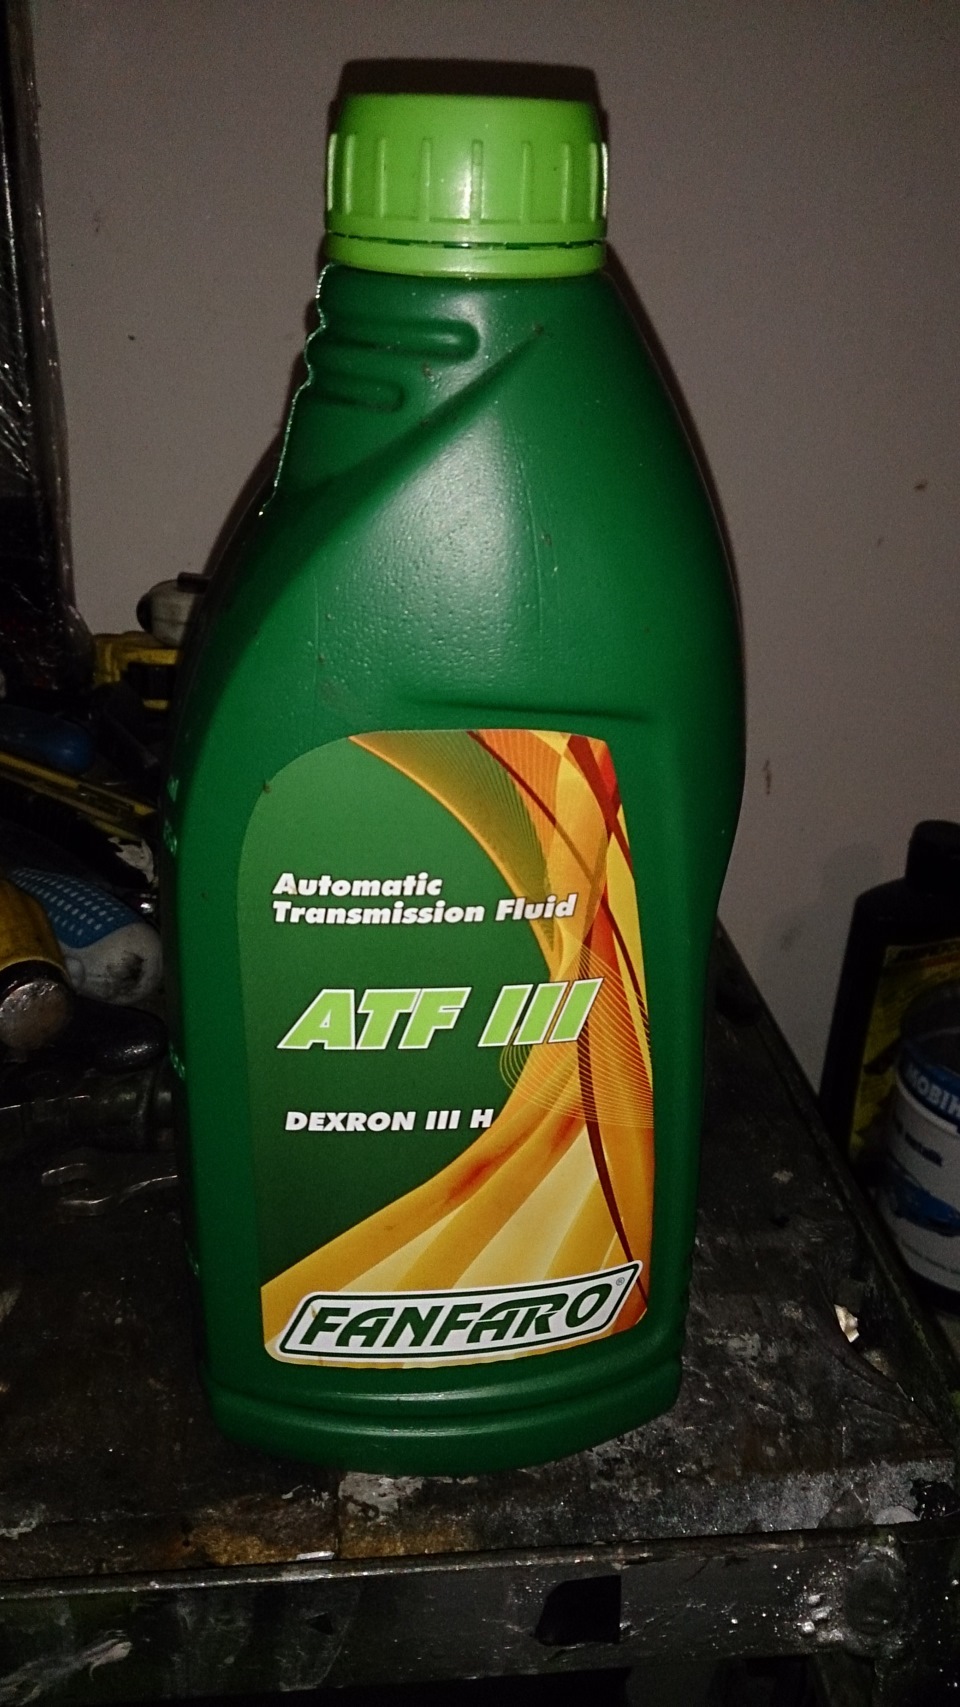 Automatic
Transmission Fluid
ATF III
DEXRON III H
FANFARO®